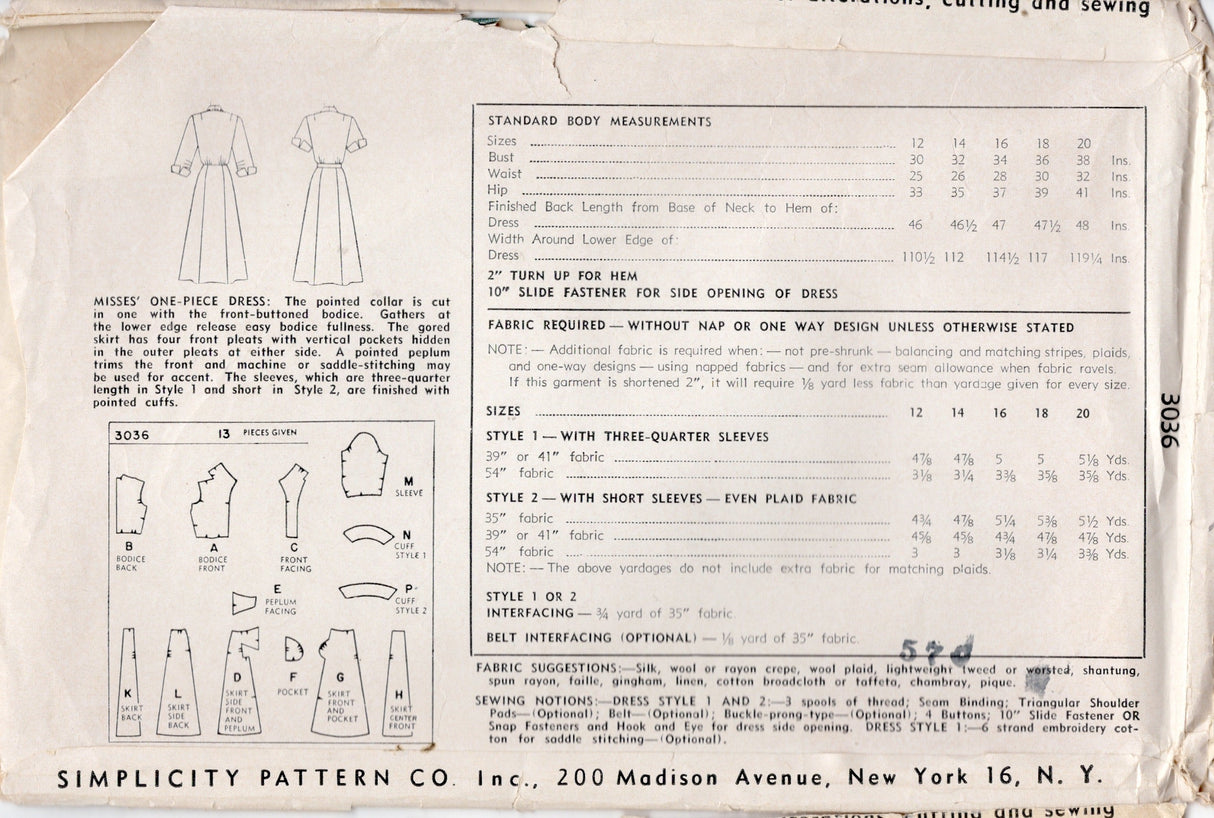 cutting and sewing
STANDARD BODY MEASUREMENTS
Sizes 12 14 16 18 20
Bust 30 32 34 36 38 Ins.
Waist 25 26 28 30 32 Ins.
Hip 33 35 37 39 41 Ins.
Finished Back Length from Base of Neck to Hem of:
Dress 46 46½ 47 47½ 48 Ins.
Width Around Lower Edge of:
Dress 110½ 112 114½ 117 119¼ Ins.
2" TURN UP FOR HEM
10" SLIDE FASTENER FOR SIDE OPENING OF DRESS
MISSES' ONE-PIECE DRESS: The pointed collar is cut
in one with the front-buttoned bodice. Gathers at
the lower edge release easy bodice fullness. The gored
skirt has four front pleats with vertical pockets hidden
in the outer pleats at either side. A pointed peplum
trims the front and machine or saddle-stitching may
be used for accent. The sleeves, which are three-quarter
length in Style 1 and short in Style 2, are finished with
pointed cuffs.
FABRIC REQUIRED — WITHOUT NAP OR ONE WAY DESIGN UNLESS OTHERWISE STATED
NOTE: — Additional fabric is required when: — not pre-shrunk — balancing and matching stripes, plaids,
and one-way designs — using napped fabrics — and for extra seam allowance when fabric ravels.
If this garment is shortened 2", it will require ⅛ yard less fabric than yardage given for every size.
SIZES 12 14 16 18 20
STYLE 1 — WITH THREE-QUARTER SLEEVES
39" or 41" fabric 4⅞ 4⅞ 5 5 5⅛ Yds.
54" fabric 3⅛ 3¼ 3⅜ 3⅝ 3⅝ Yds.
STYLE 2 — WITH SHORT SLEEVES — EVEN PLAID FABRIC
35" fabric 4¾ 4⅞ 5¼ 5⅜ 5½ Yds.
39" or 41" fabric 4⅝ 4⅝ 4¾ 4⅞ 4⅞ Yds.
54" fabric 3 3 3⅛ 3¼ 3⅜ Yds.
NOTE: — The above yardages do not include extra fabric for matching plaids.
STYLE 1 OR 2
INTERFACING — ¾ yard of 35" fabric.
BELT INTERFACING (OPTIONAL) — ⅛ yard of 35" fabric.
3036
3036 13 PIECES GIVEN
M
SLEEVE
B
BODICE
BACK
A
BODICE
FRONT
C
FRONT
FACING
N
CUFF
STYLE 1
E
PEPLUM
FACING
P
CUFF
STYLE 2
K
SKIRT
BACK
L
SKIRT
SIDE
BACK
D
SKIRT
SIDE
FRONT
AND
PEPLUM
F
POCKET
G
SKIRT
FRONT
AND
POCKET
H
SKIRT
CENTER
FRONT
FABRIC SUGGESTIONS:—Silk, wool or rayon crepe, wool plaid, lightweight tweed or worsted, shantung,
spun rayon, faille, gingham, linen, cotton broadcloth or taffeta, chambray, pique.
SEWING NOTIONS:—DRESS STYLE 1 AND 2:—3 spools of thread; Seam Binding; Triangular Shoulder
Pads—(Optional); Belt—(Optional); Buckle-prong-type—(Optional); 4 Buttons; 10" Slide Fastener OR
Snap Fasteners and Hook and Eye for dress side opening. DRESS STYLE 1:—6 strand embroidery cot-
ton for saddle stitching—(Optional).
SIMPLICITY PATTERN CO. Inc., 200 Madison Avenue, New York 16, N. Y.
and sewing